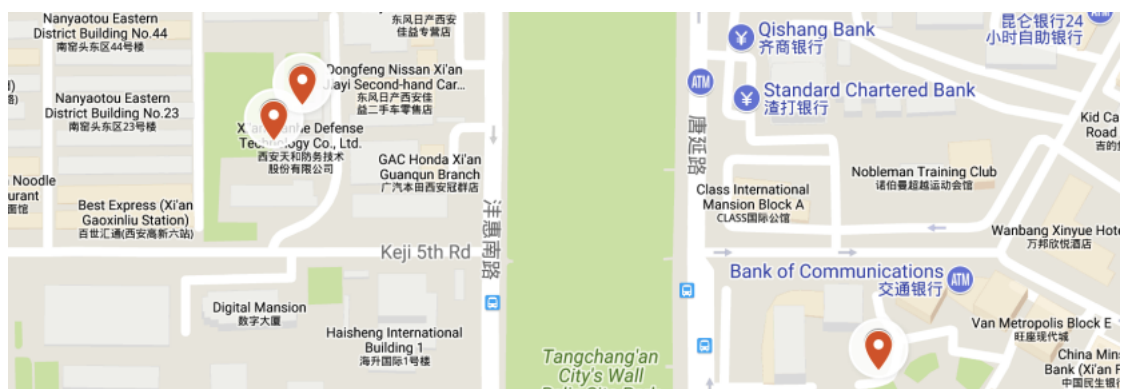 Nanyaotou Eastern
District Building No.44
南窑头东区44号楼
东风日产西安
佳益专营店
Dongfeng Nissan Xi'an
Jiayi Second-hand Car...
东风日产西安佳
益二手车零售店
Nanyaotou Eastern
District Building No.23
南窑头东区23号楼
Defense
Technology Co., Ltd.
西安天和防务技术
股份有限公司
GAC Honda Xi'an
Guanqun Branch
广汽本田西安冠群店
Noodle
Best Express (Xi'an
Gaoxinliu Station)
百世汇通(西安高新六站)
Keji 5th Rd
沣惠南路
Digital Mansion
数字大厦
Haisheng International
Building 1
海升国际1号楼
Tangchang'an
City's Wall
唐延路
ATM
¥
Qishang Bank
齐商银行
¥
Standard Chartered Bank
渣打银行
昆仑银行24
小时自助银行
ATM
Kid Ca
Road
吉的
Nobleman Training Club
诺伯曼超越运动会馆
Class International
Mansion Block A
CLASS国际公馆
Wanbang Xinyue Hote
万邦欣悦酒店
Bank of Communications
交通银行
ATM
Van Metropolis Block E
旺座现代城
China Min
Bank (Xi'an F
中国民生银行